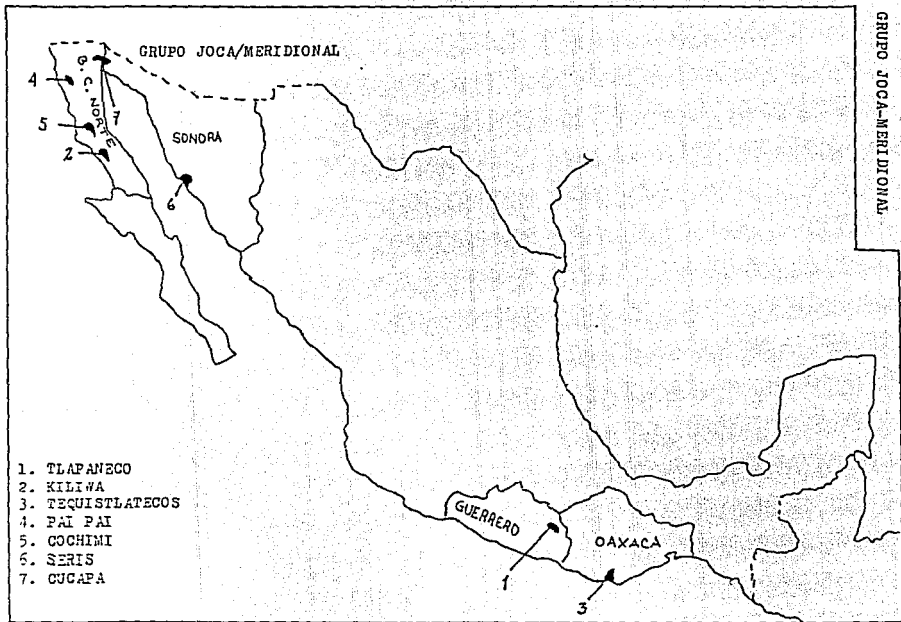 GRUPO JOCA/MERIDIONAL
GRUPO JOCA-MERIDIONAL
B. C. NORTE
4
7
5
SONORA
2
6
1. TLAPANECO
2. KILIWA
3. TEQUISTLATECOS
4. PAI PAI
5. COCHIMI
6. SERIS
7. CUCAPA
GUERRERO
OAXACA
1
3